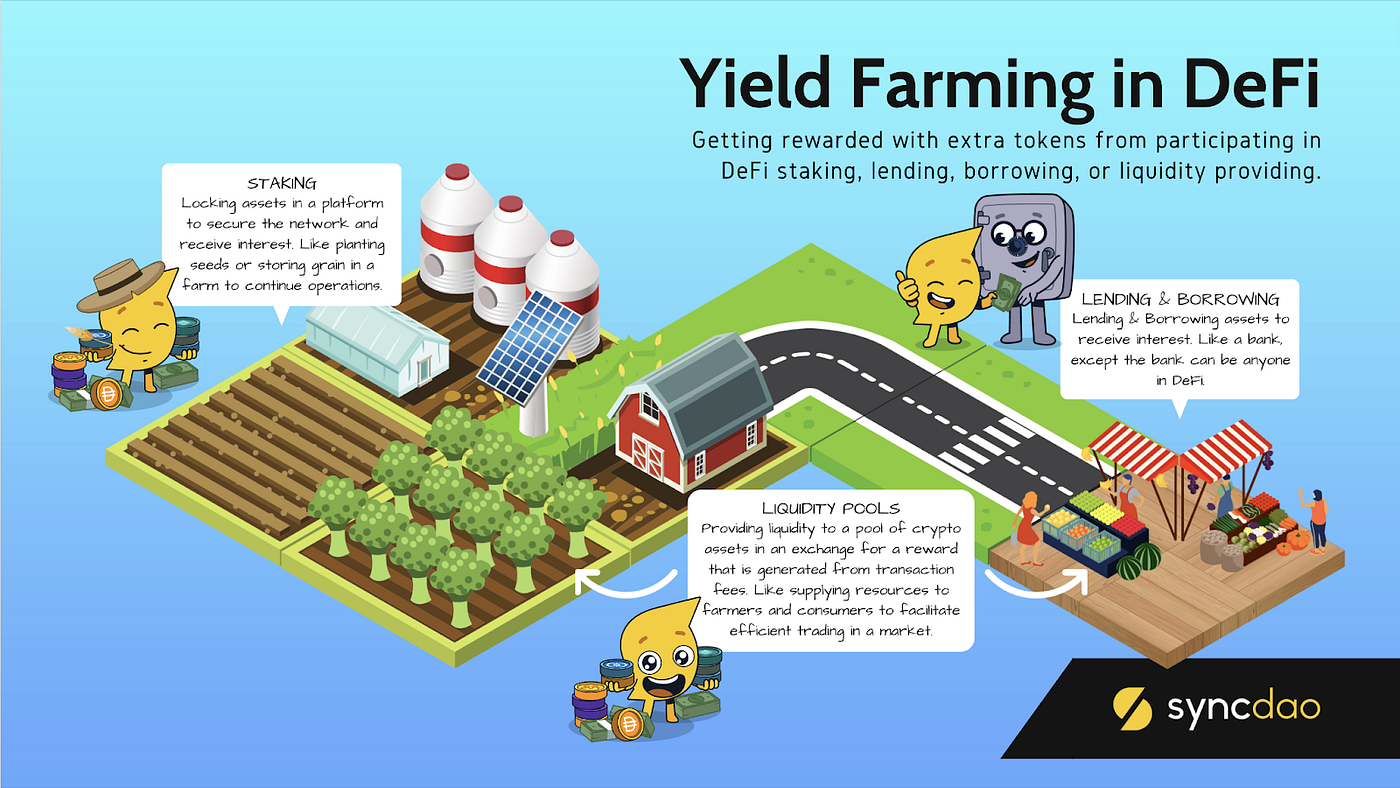 Yield Farming in DeFi
Getting rewarded with extra tokens from participating in
DeFi staking, lending, borrowing, or liquidity providing.
STAKING
Locking assets in a platform
to secure the network and
receive interest. Like planting
seeds or storing grain in a
farm to continue operations.
LENDING & BORROWING
Lending & Borrowing assets to
receive interest. Like a bank,
except the bank can be anyone
in DeFi.
LIQUIDITY POOLS
Providing liquidity to a pool of crypto
assets in an exchange for a reward
that is generated from transaction
fees. Like supplying resources to
farmers and consumers to facilitate
efficient trading in a market.
syncdao